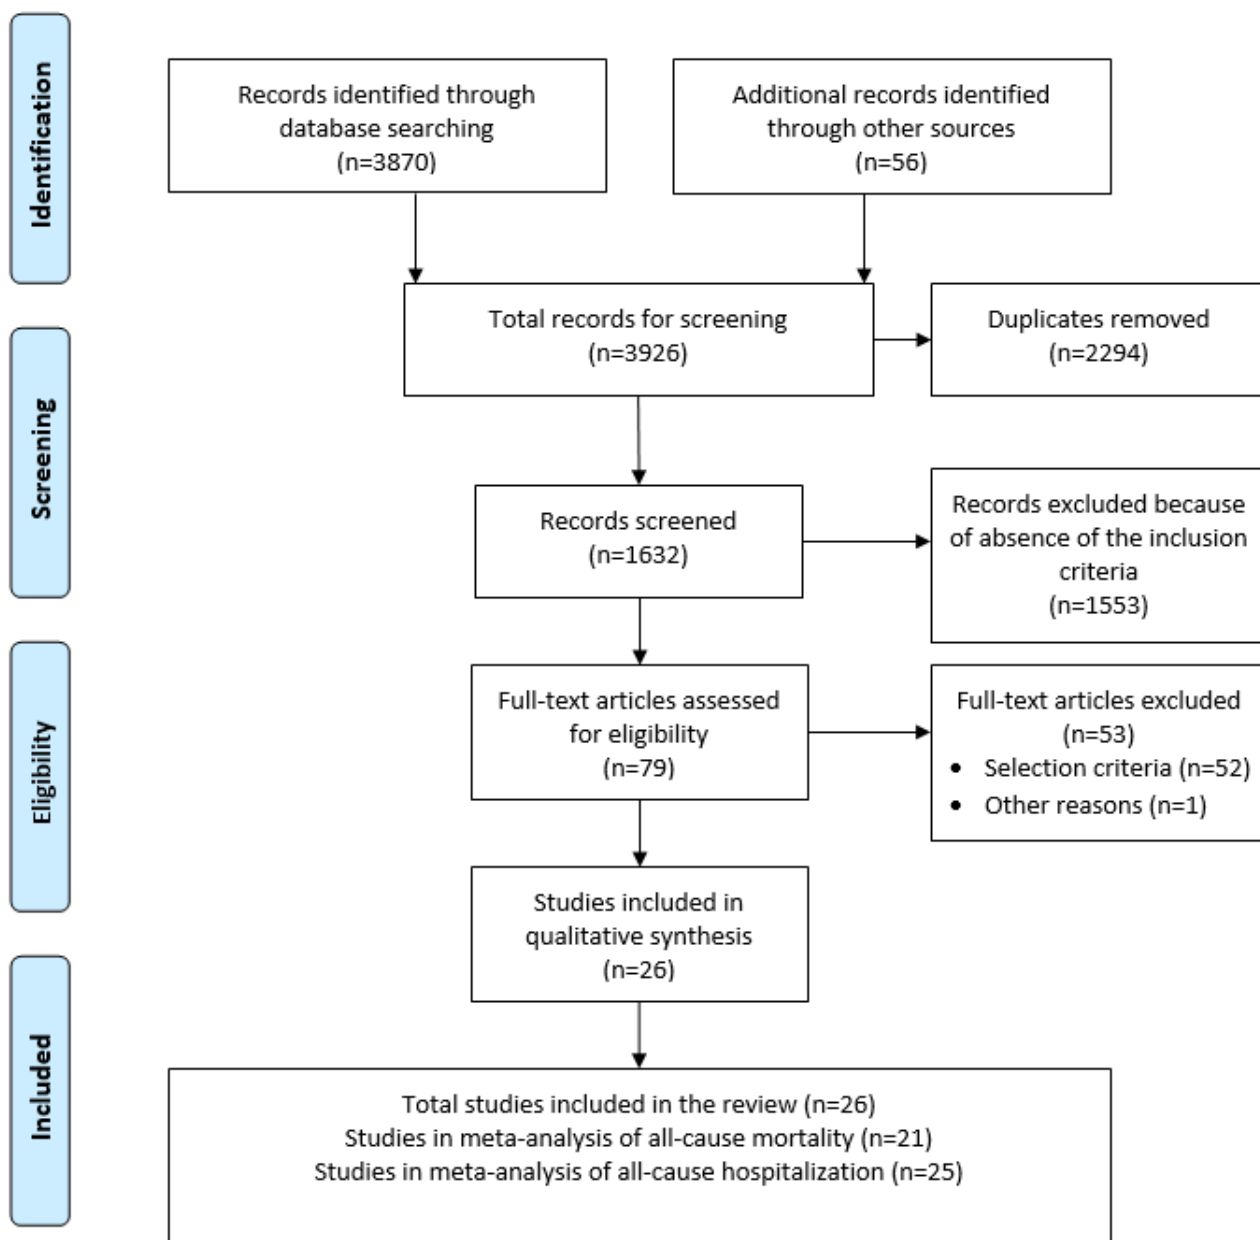 Identification
Records identified through
database searching
(n=3870)
Additional records identified
through other sources
(n=56)
Total records for screening
(n=3926)
Duplicates removed
(n=2294)
Screening
Records screened
(n=1632)
Records excluded because
of absence of the inclusion
criteria
(n=1553)
Eligibility
Full-text articles assessed
for eligibility
(n=79)
Full-text articles excluded
(n=53)
• Selection criteria (n=52)
• Other reasons (n=1)
Studies included in
qualitative synthesis
(n=26)
Included
Total studies included in the review (n=26)
Studies in meta-analysis of all-cause mortality (n=21)
Studies in meta-analysis of all-cause hospitalization (n=25)